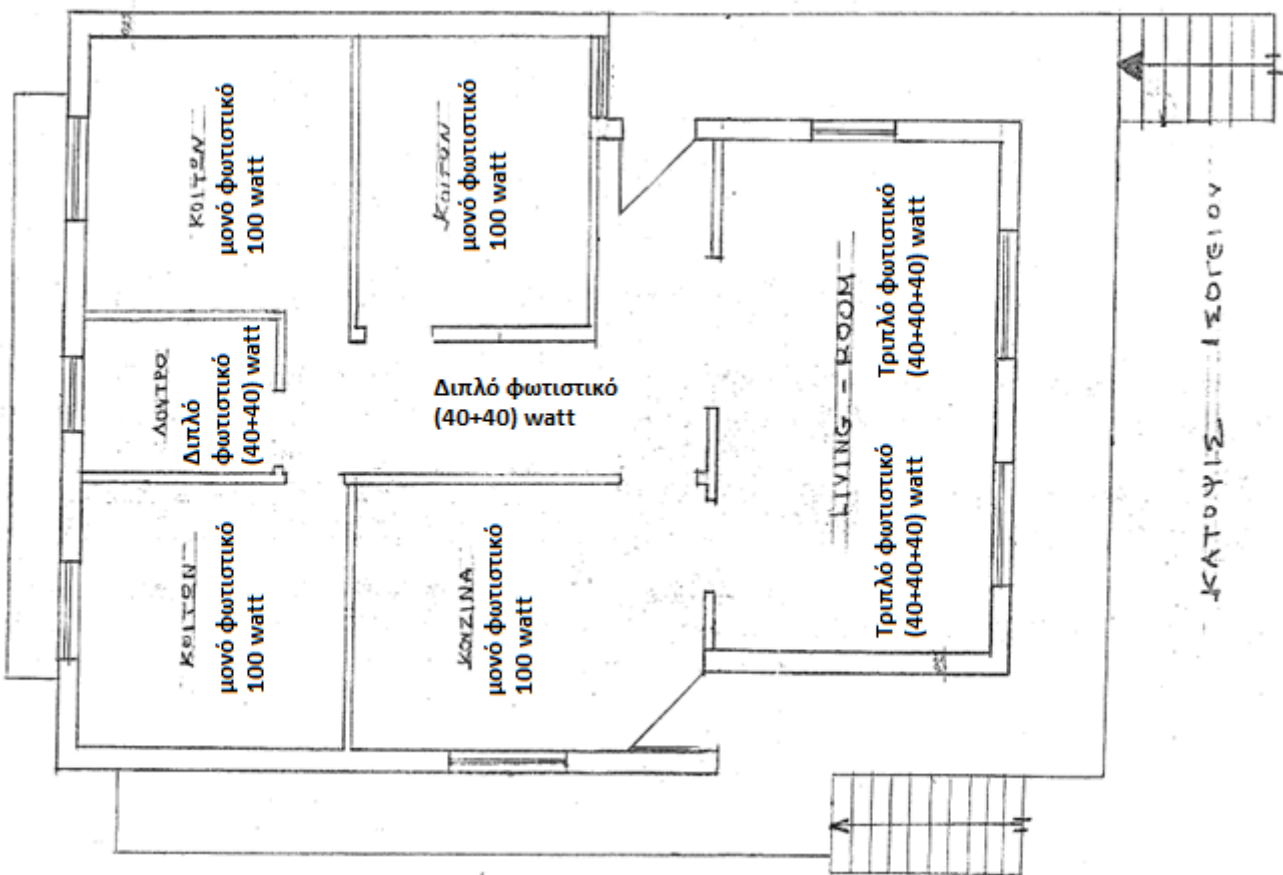 ΚΟΙΤΩΝ
μονό φωτιστικό
100 watt
ΚΟΙΤΩΝ
μονό φωτιστικό
100 watt
ΛΟΥΤΡΟ
Διπλό
φωτιστικό
(40+40) watt
Διπλό φωτιστικό
(40+40) watt
ΚΟΙΤΩΝ
μονό φωτιστικό
100 watt
ΚΟΥΖΙΝΑ
μονό φωτιστικό
100 watt
LIVING - ROOM
Τριπλό φωτιστικό
(40+40+40) watt
Τριπλό φωτιστικό
(40+40+40) watt
ΚΑΤΟΨΙΣ ΙΣΟΓΕΙΟΥ